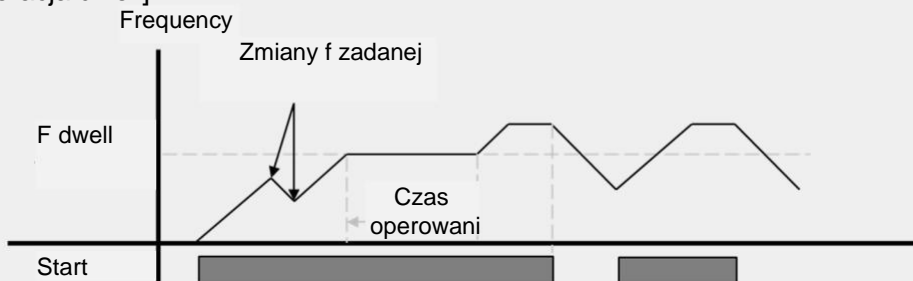 Frequency
Zmiany f zadanej
F dwell
Czas
operowani
Start